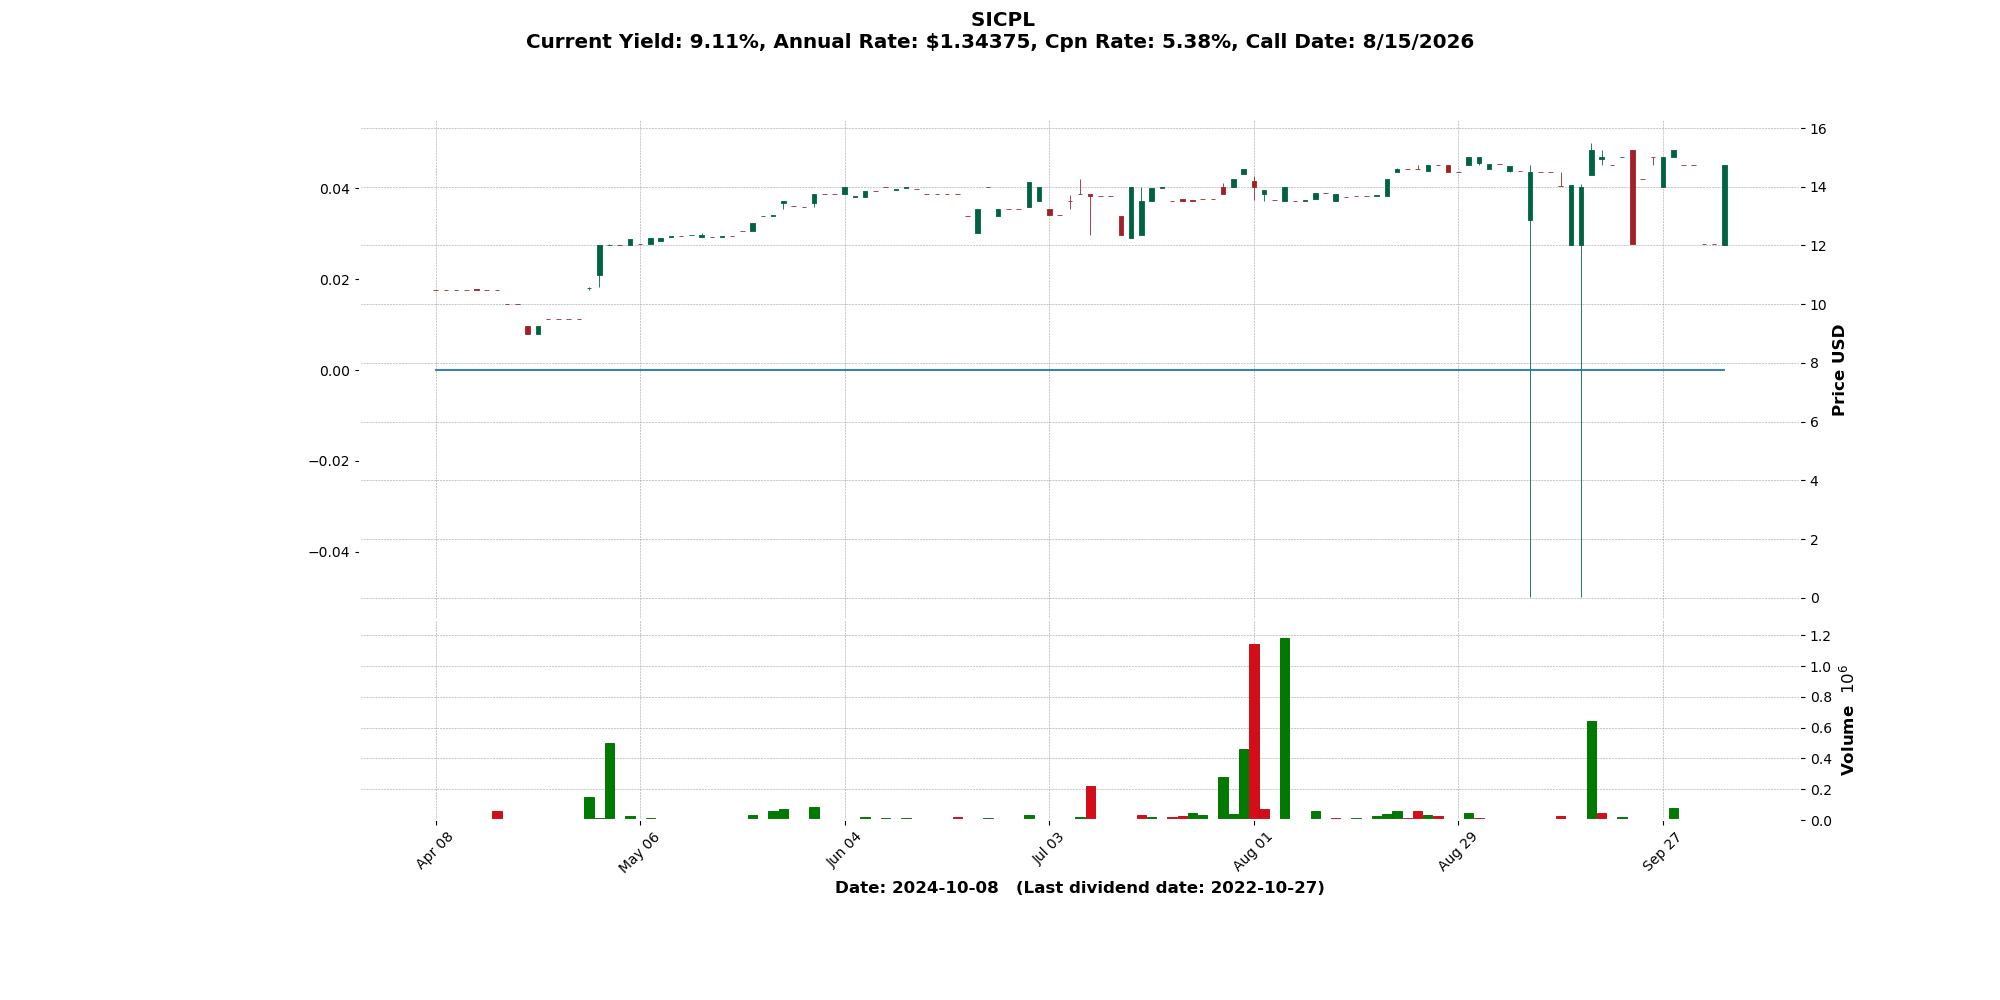 SICPL
Current Yield: 9.11%, Annual Rate: $1.34375, Cpn Rate: 5.38%, Call Date: 8/15/2026
0.04
0.02
0.00
−0.02
−0.04
16
14
12
10
8
6
4
2
0
Price USD
1.2
1.0
0.8
0.6
0.4
0.2
0.0
Volume 10^6
Apr 08
May 06
Jun 04
Jul 03
Aug 01
Aug 29
Sep 27
Date: 2024-10-08 (Last dividend date: 2022-10-27)